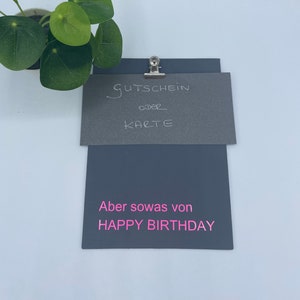 GUTSCHEIN
ODER
KARTE
Aber sowas von
HAPPY BIRTHDAY